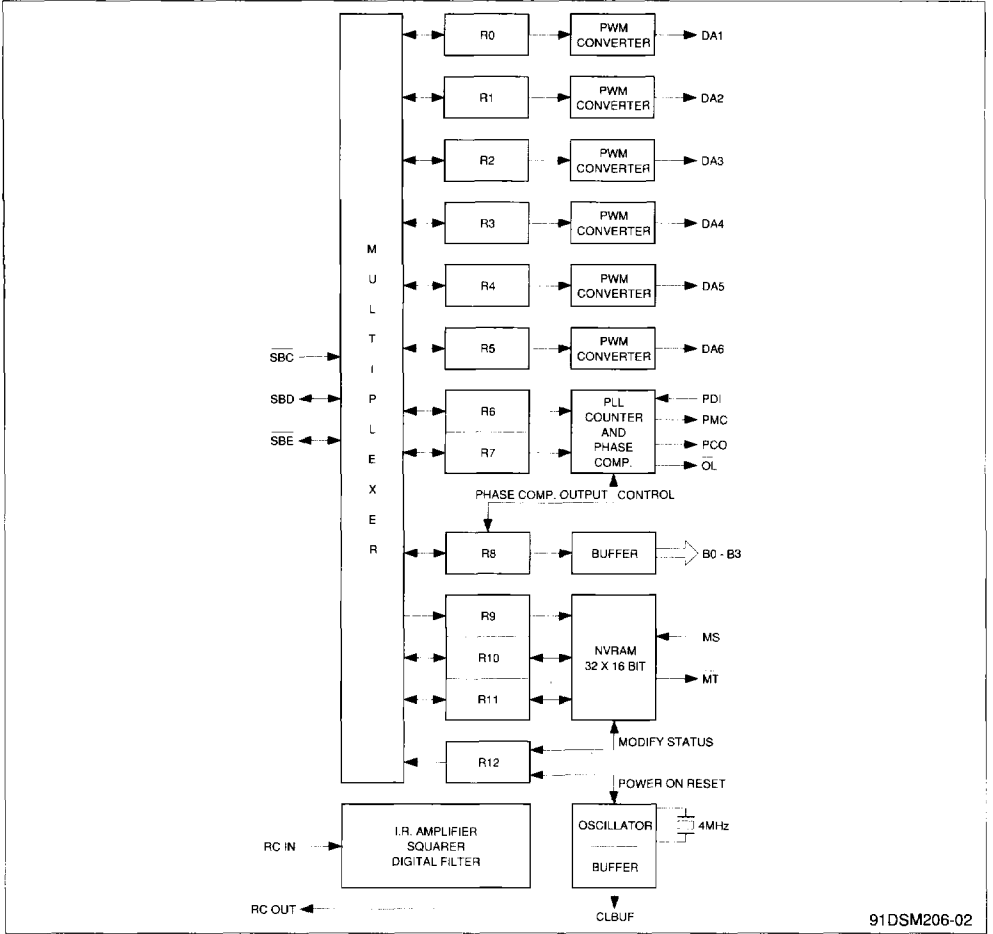 R0
PWM
CONVERTER
DA1
R1
PWM
CONVERTER
DA2
R2
PWM
CONVERTER
DA3
R3
PWM
CONVERTER
DA4
R4
PWM
CONVERTER
DA5
R5
PWM
CONVERTER
DA6
MULTIPLEXER
SBC
SBD
SBE
R6
R7
PLL
COUNTER
AND
PHASE
COMP.
PDI
PMC
PCO
OL
PHASE COMP. OUTPUT CONTROL
R8
BUFFER
B0 - B3
R9
R10
R11
NVRAM
32 X 16 BIT
MS
MT
MODIFY STATUS
R12
POWER ON RESET
I.R. AMPLIFIER
SQUARER
DIGITAL FILTER
RC IN
RC OUT
OSCILLATOR
BUFFER
4MHz
CLBUF
91DSM206-02